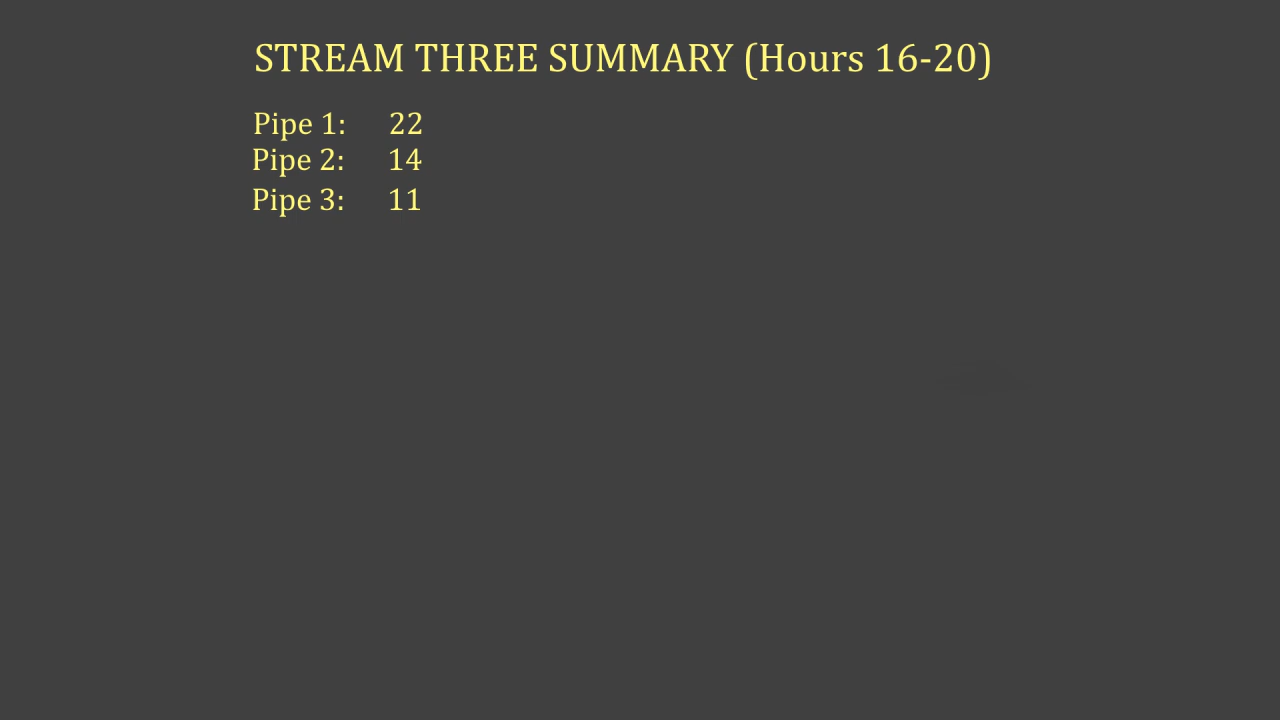 STREAM THREE SUMMARY (Hours 16-20)
Pipe 1: 22
Pipe 2: 14
Pipe 3: 11